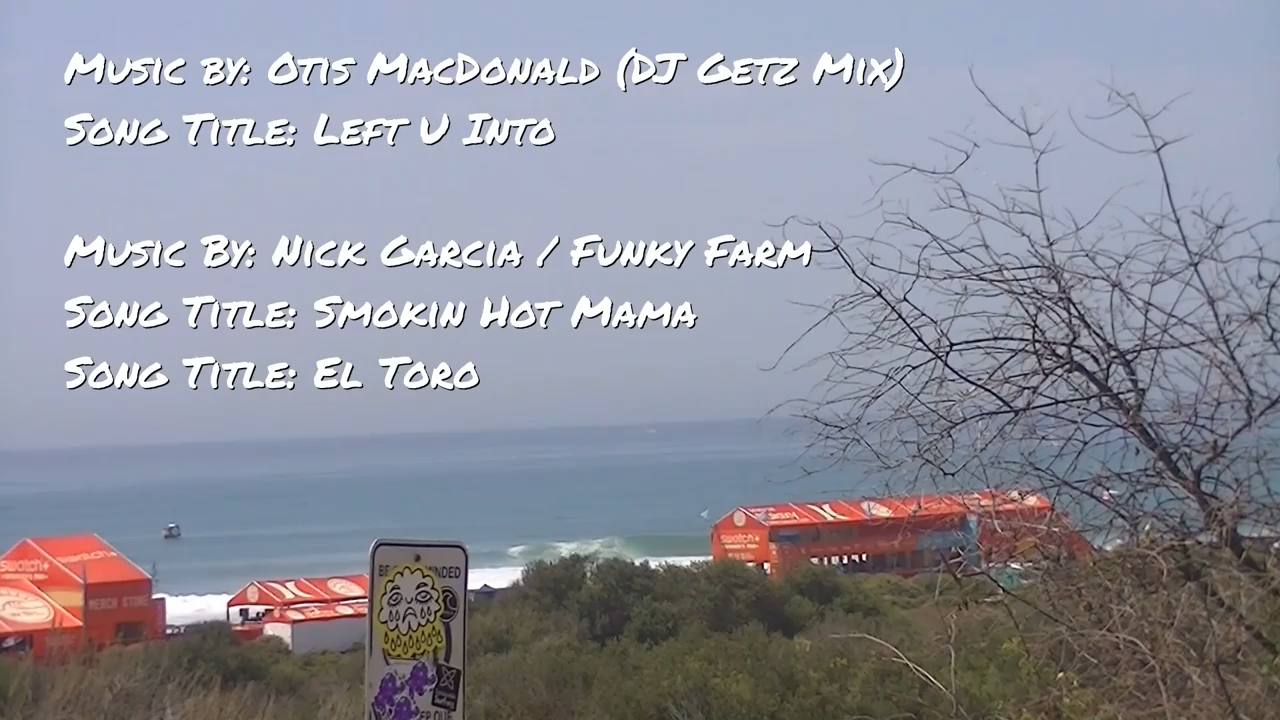 Music by: Otis MacDonald (DJ Getz Mix)
Song Title: Left U Into
Music By: Nick Garcia / Funky Farm
Song Title: Smokin Hot Mama
Song Title: El Toro
swatch+
swatch+
MERCH STORE